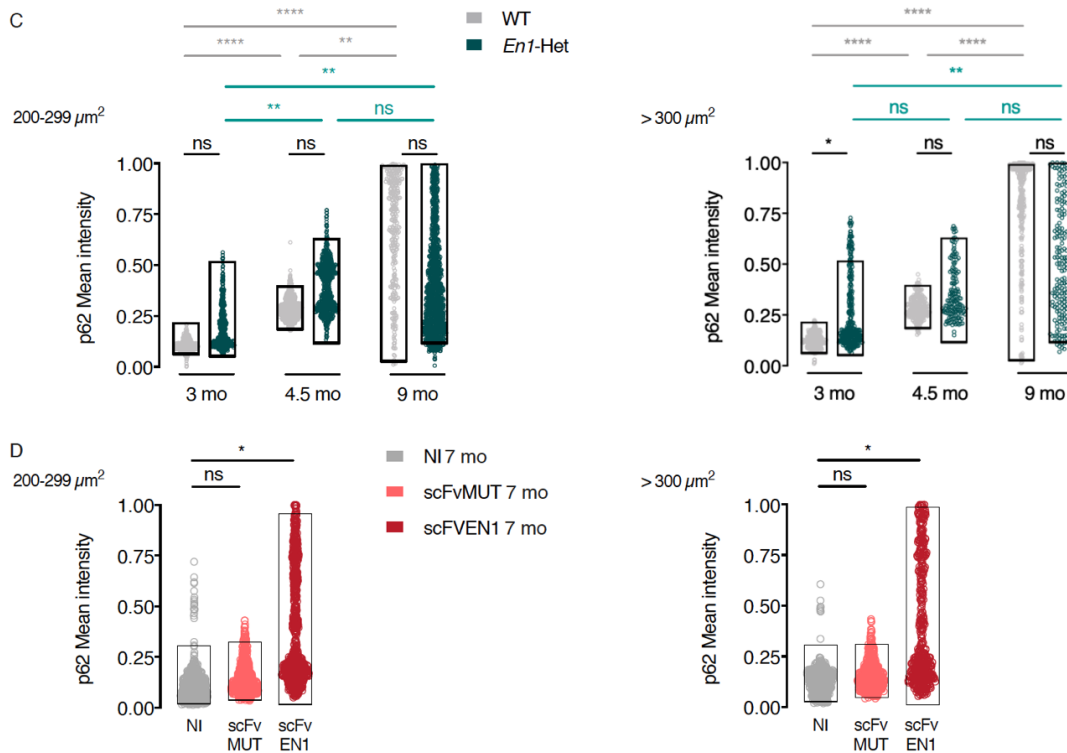 C
WT
En1-Het
**** **** **
** ** ns
200-299 µm²
ns ns ns
p62 Mean intensity
1.00
0.75
0.50
0.25
0.00
3 mo 4.5 mo 9 mo
**** **** ****
** ns ns
> 300 µm²
* ns ns
p62 Mean intensity
1.00
0.75
0.50
0.25
0.00
3 mo 4.5 mo 9 mo
D
200-299 µm²
*
ns
NI 7 mo
scFvMUT 7 mo
scFVEN1 7 mo
p62 Mean intensity
1.00
0.75
0.50
0.25
0.00
NI scFv scFv
MUT EN1
> 300 µm²
*
ns
p62 Mean intensity
1.00
0.75
0.50
0.25
0.00
NI scFv scFv
MUT EN1